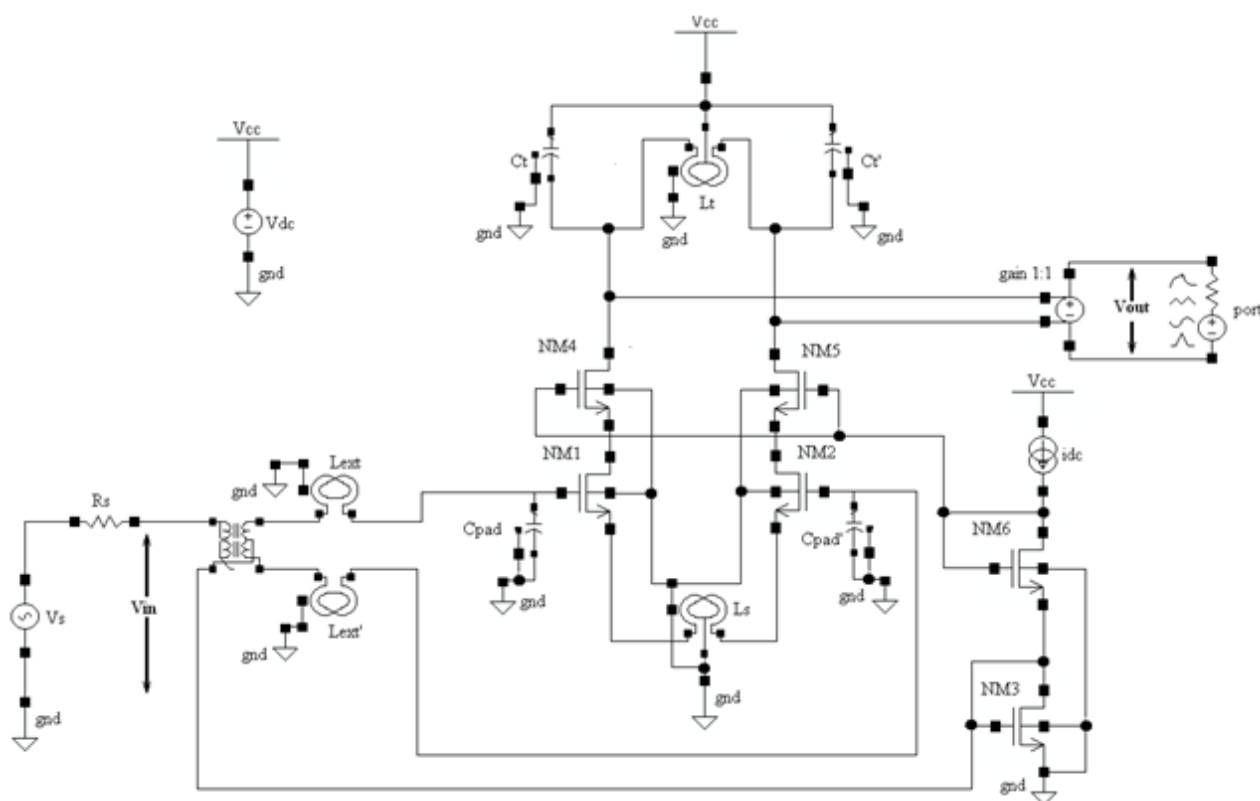 Vcc
Vcc
Ct
Ct'
Lt
gnd
gnd
gnd
Vdc
gnd
gain 1:1
Vout
port
NM4
NM5
Vcc
idc
NM1
NM2
Lext
gnd
Rs
Cpad
Cpad'
NM6
gnd
gnd
Vin
Vs
Ls
Lext'
gnd
gnd
NM3
gnd
gnd